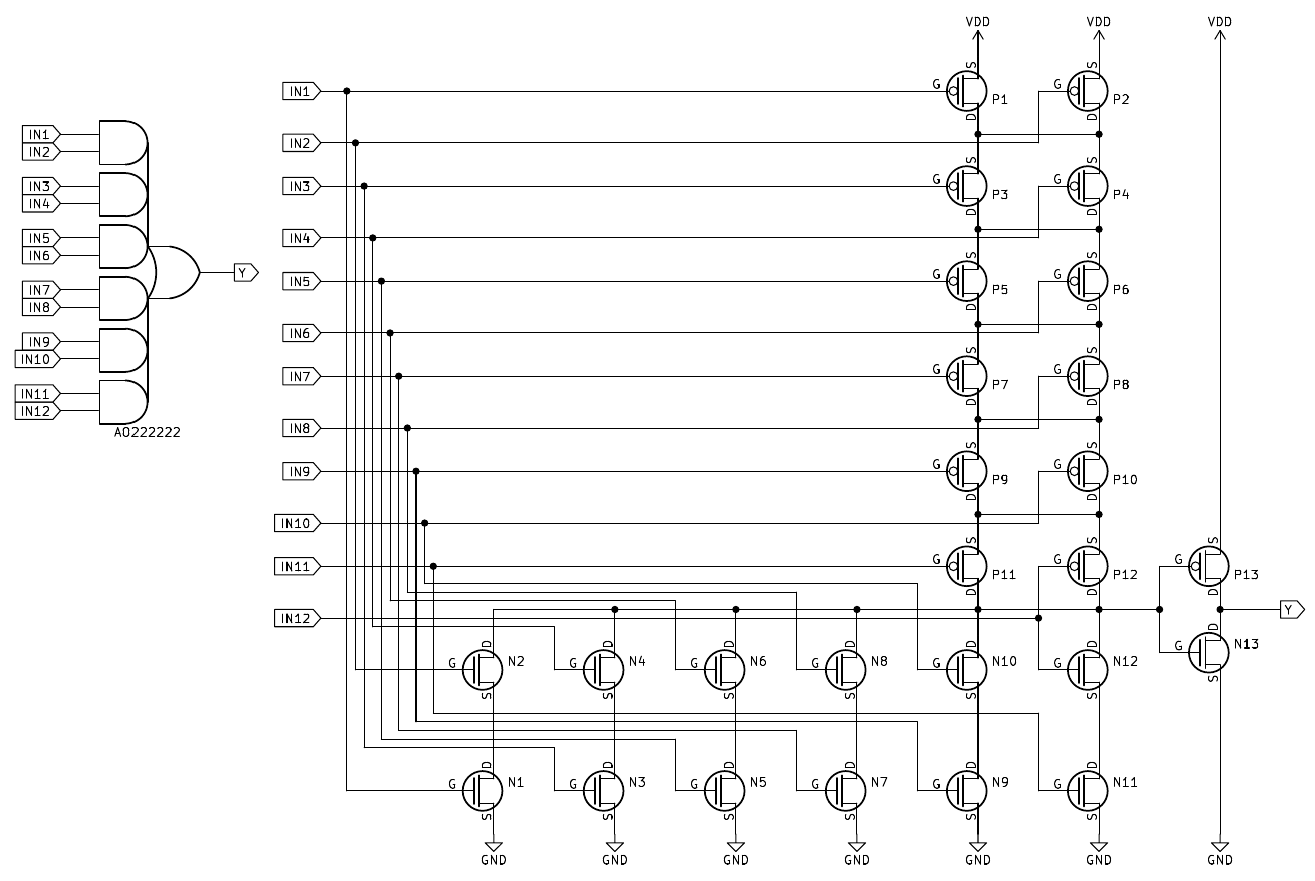 IN1
IN2
IN3
IN4
IN5
IN6
IN7
IN8
IN9
IN10
IN11
IN12
Y
AO222222
VDD VDD VDD
S S
IN1 G P1 G P2
D D
IN2
S S
IN3 G P3 G P4
D D
IN4
S S
IN5 G P5 G P6
D D
IN6
S S
IN7 G P7 G P8
D D
IN8
S S
IN9 G P9 G P10
D D
IN10
S S S
IN11 G P11 G P12 G P13
D D D
Y
IN12
D
G N13
S
D D D D D D
G N2 G N4 G N6 G N8 G N10 G N12
S S S S S S
D D D D D D
G N1 G N3 G N5 G N7 G N9 G N11
S S S S S S
GND GND GND GND GND GND GND